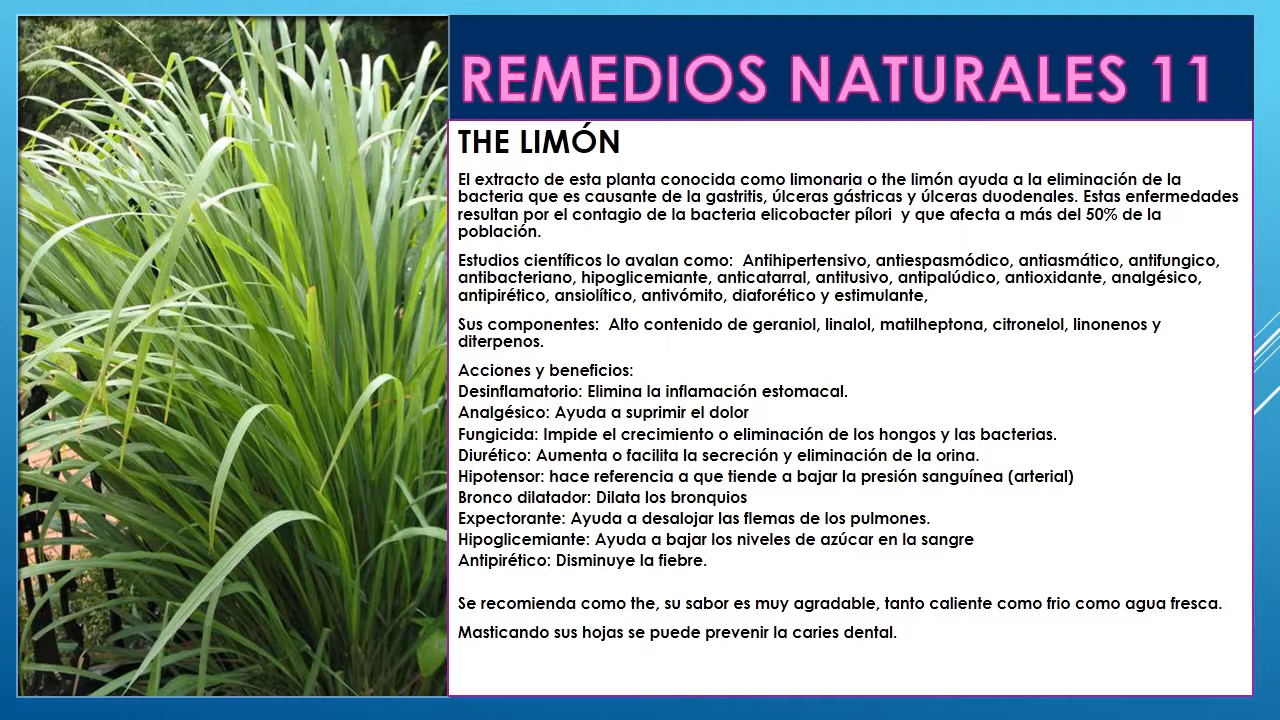 REMEDIOS NATURALES 11
THE LIMÓN
El extracto de esta planta conocida como limonaria o the limón ayuda a la eliminación de la
bacteria que es causante de la gastritis, úlceras gástricas y úlceras duodenales. Estas enfermedades
resultan por el contagio de la bacteria elicobacter pílori  y que afecta a más del 50% de la
población.
Estudios científicos lo avalan como:  Antihipertensivo, antiespasmódico, antiasmático, antifungico,
antibacteriano, hipoglicemiante, anticatarral, antitusivo, antipalúdico, antioxidante, analgésico,
antipirético, ansiolítico, antivómito, diaforético y estimulante,
Sus componentes:  Alto contenido de geraniol, linalol, matilheptona, citronelol, linonenos y
diterpenos.
Acciones y beneficios:
Desinflamatorio: Elimina la inflamación estomacal.
Analgésico: Ayuda a suprimir el dolor
Fungicida: Impide el crecimiento o eliminación de los hongos y las bacterias.
Diurético: Aumenta o facilita la secreción y eliminación de la orina.
Hipotensor: hace referencia a que tiende a bajar la presión sanguínea (arterial)
Bronco dilatador: Dilata los bronquios
Expectorante: Ayuda a desalojar las flemas de los pulmones.
Hipoglicemiante: Ayuda a bajar los niveles de azúcar en la sangre
Antipirético: Disminuye la fiebre.
Se recomienda como the, su sabor es muy agradable, tanto caliente como frio como agua fresca.
Masticando sus hojas se puede prevenir la caries dental.